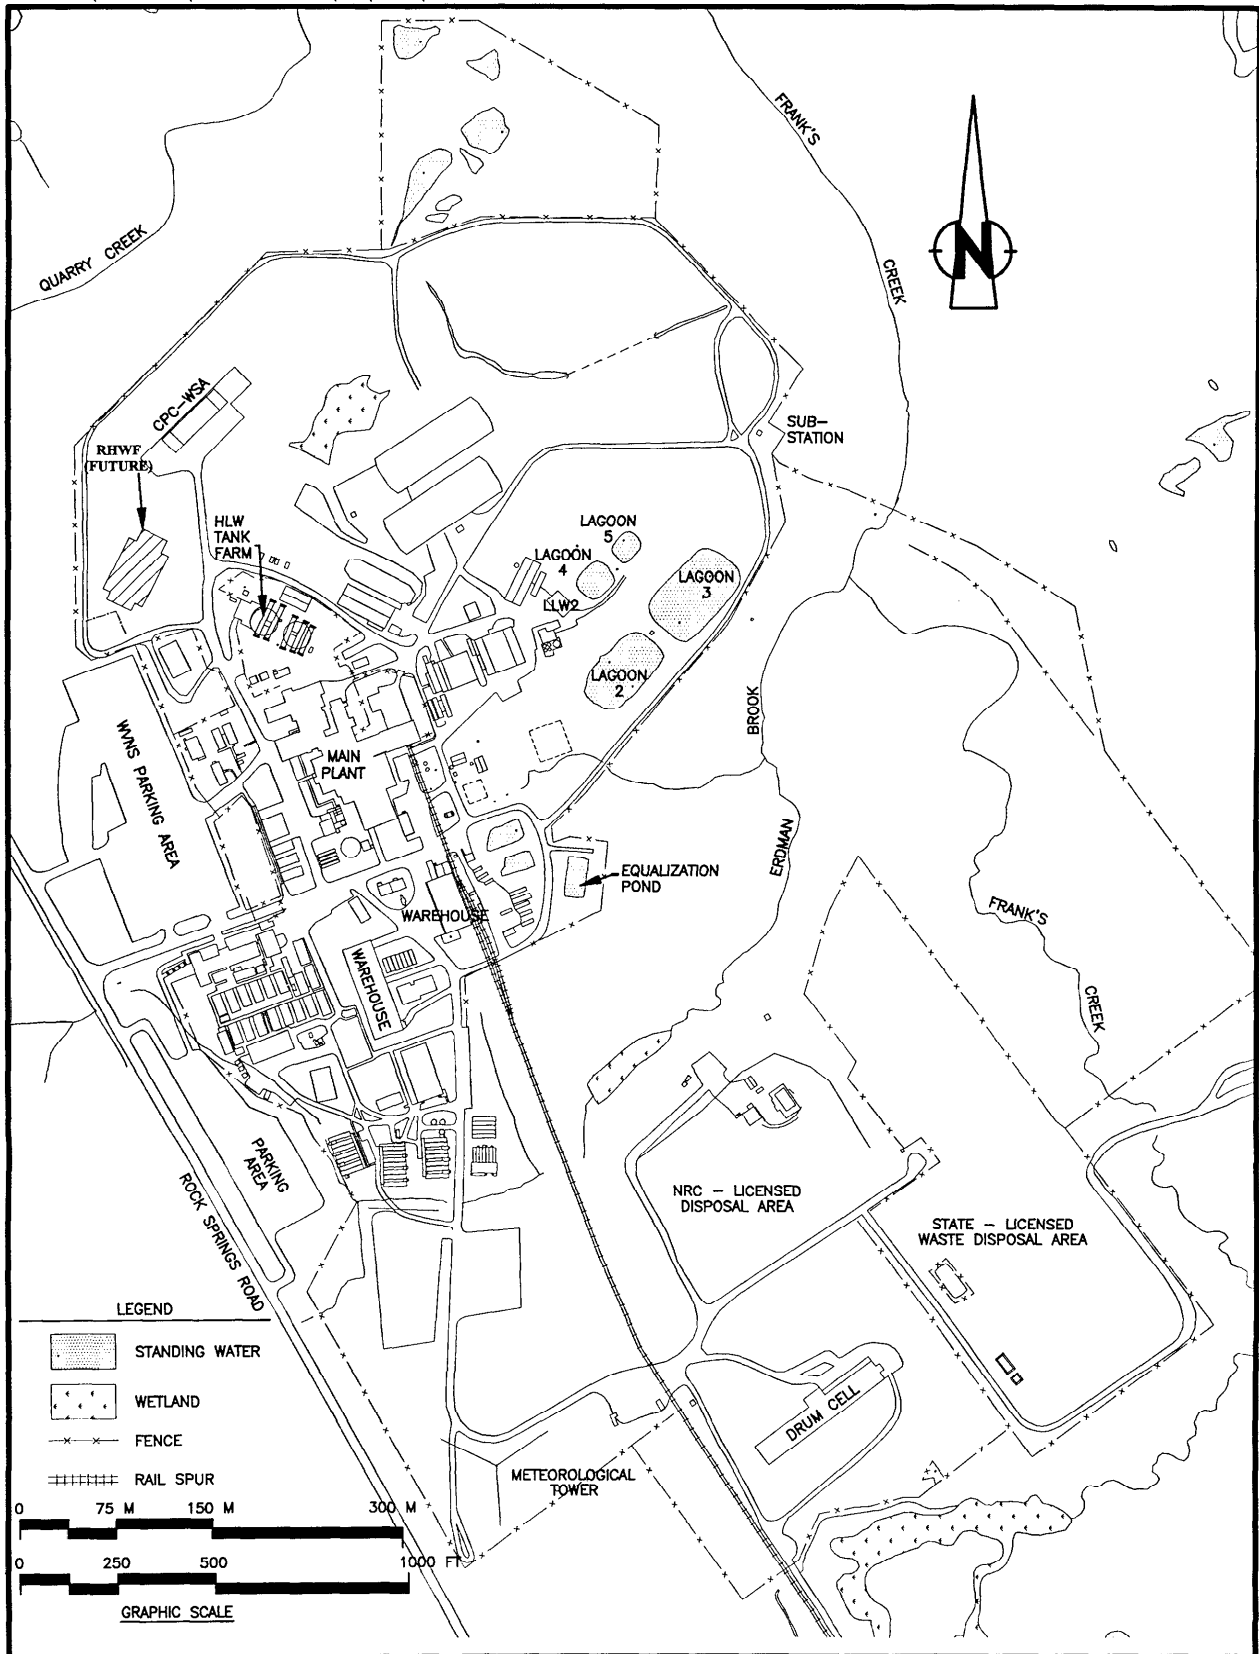 FRANK'S
CREEK
N
QUARRY CREEK
CPC-WSA
RHWF
(FUTURE)
SUB-
STATION
HLW
TANK
FARM
LAGOON
5
LAGOON
4
LAGOON
3
LLW2
LAGOON
2
BROOK
WVNS PARKING AREA
MAIN
PLANT
ERDMAN
EQUALIZATION
POND
WAREHOUSE
WAREHOUSE
FRANK'S
CREEK
PARKING
AREA
ROCK SPRINGS ROAD
NRC - LICENSED
DISPOSAL AREA
STATE - LICENSED
WASTE DISPOSAL AREA
LEGEND
STANDING WATER
WETLAND
FENCE
RAIL SPUR
DRUM CELL
METEOROLOGICAL
TOWER
0 75 M 150 M 300 M
0 250 500 1000 FT
GRAPHIC SCALE